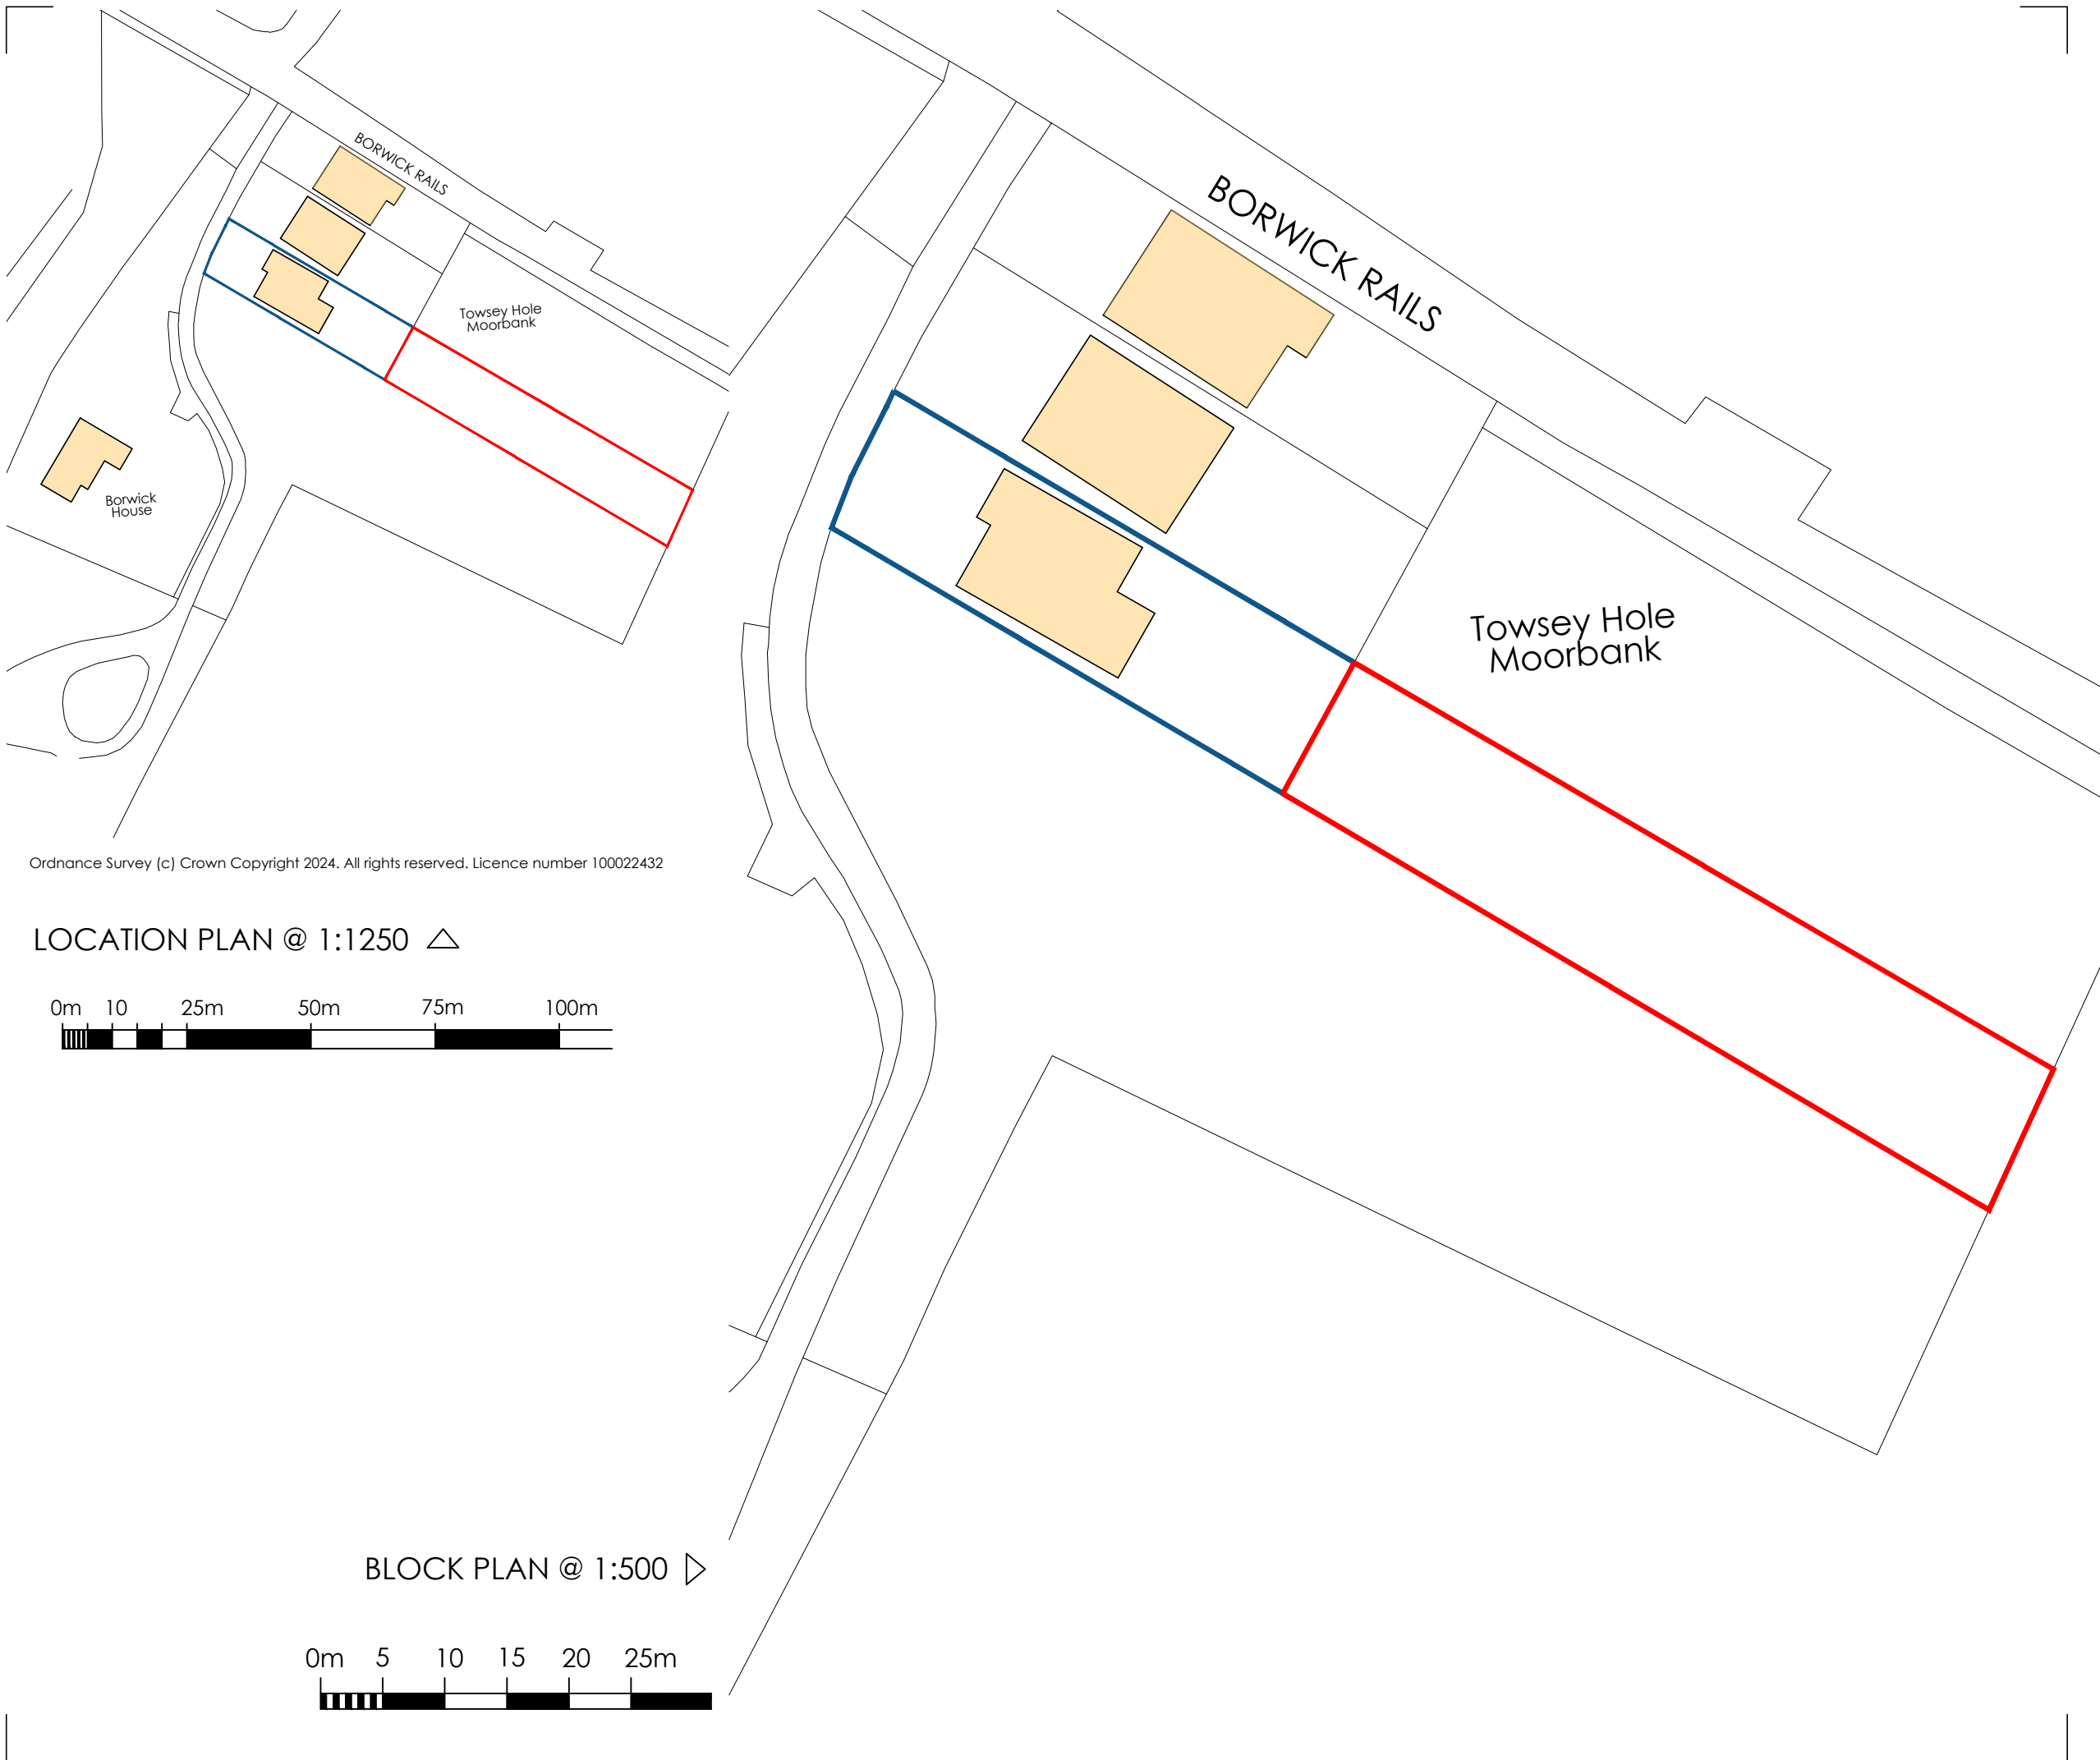 BORWICK RAILS
Towsey Hole
Moorbank
Borwick
House
Ordnance Survey (c) Crown Copyright 2024. All rights reserved. Licence number 100022432
LOCATION PLAN @ 1:1250
0m 10 25m 50m 75m 100m
BORWICK RAILS
Towsey Hole
Moorbank
BLOCK PLAN @ 1:500
0m 5 10 15 20 25m